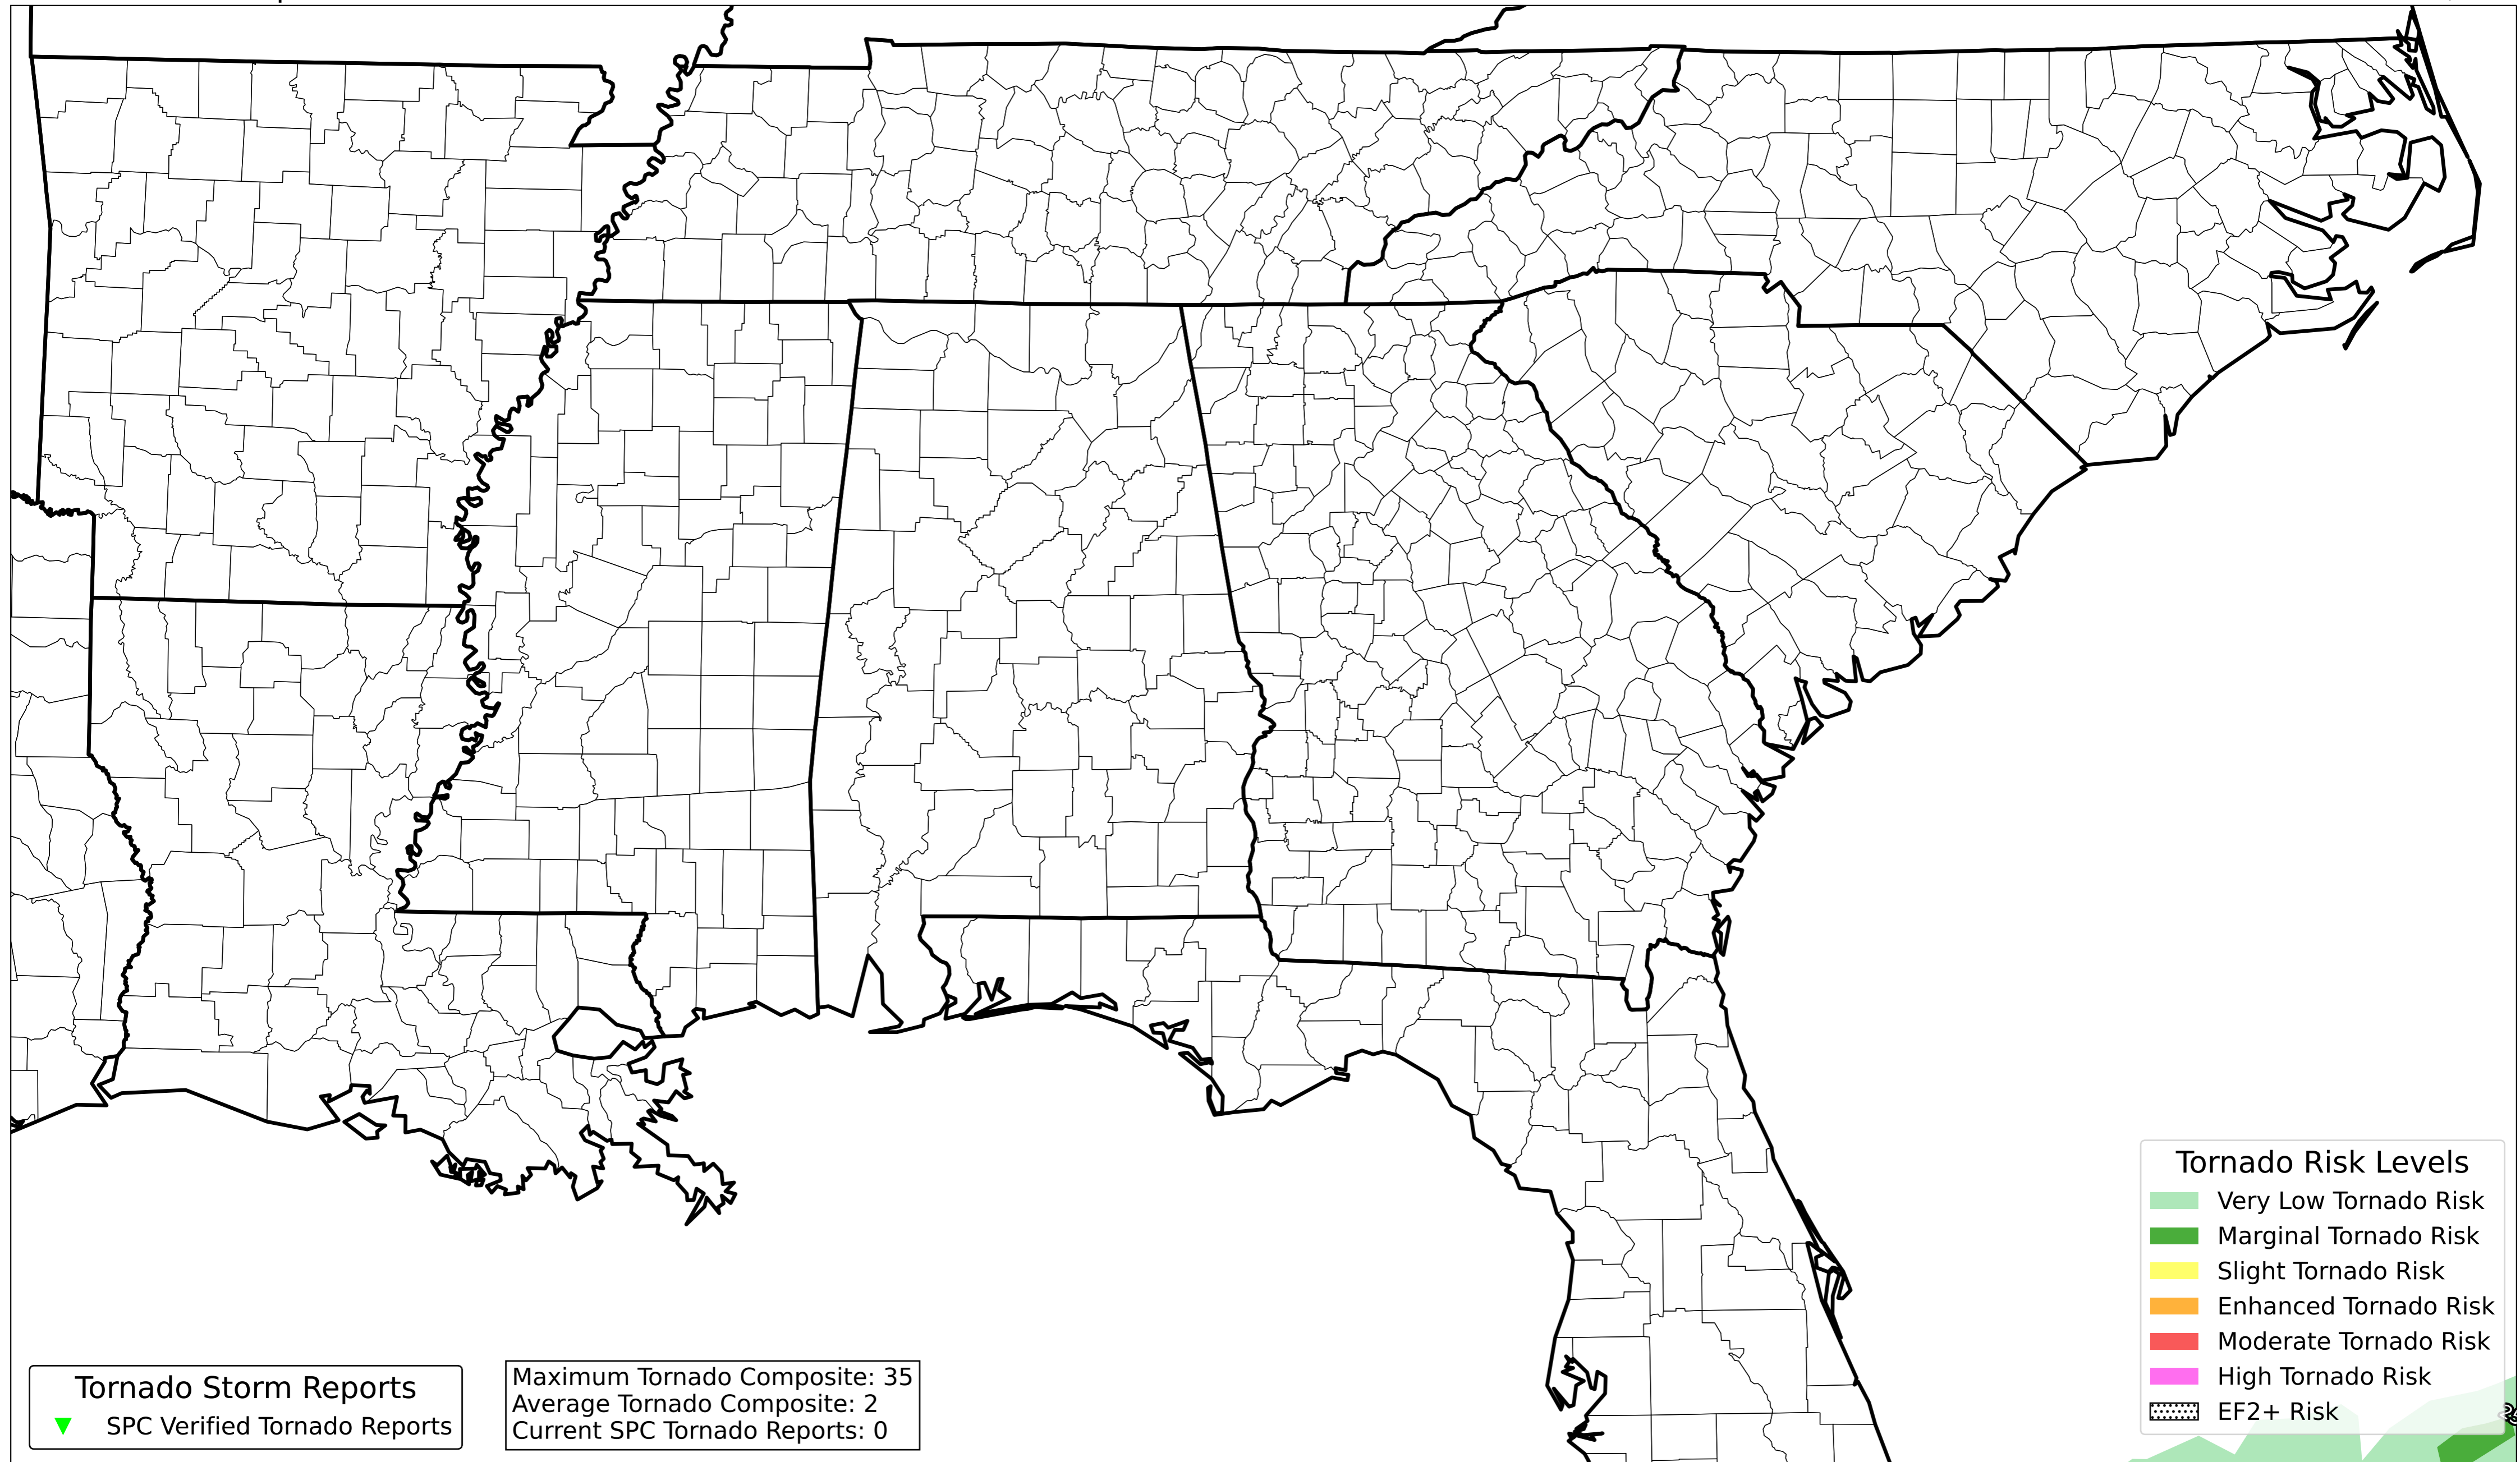 Tornado Risk Levels
Very Low Tornado Risk
Marginal Tornado Risk
Slight Tornado Risk
Enhanced Tornado Risk
Moderate Tornado Risk
High Tornado Risk
EF2+ Risk
Tornado Storm Reports
SPC Verified Tornado Reports
Maximum Tornado Composite: 35
Average Tornado Composite: 2
Current SPC Tornado Reports: 0